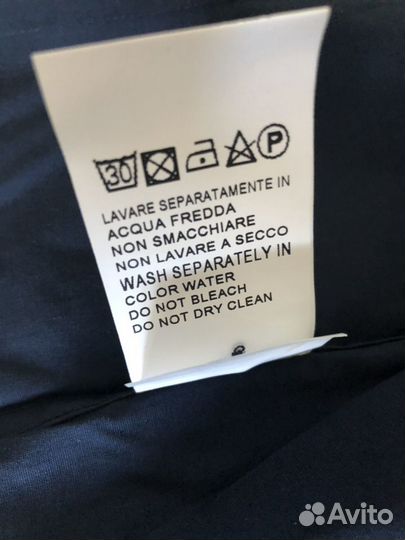 30 P
LAVARE SEPARATAMENTE IN
ACQUA FREDDA
NON SMACCHIARE
NON LAVARE A SECCO
WASH SEPARATELY IN
COLOR WATER
DO NOT BLEACH
DO NOT DRY CLEAN
Avito